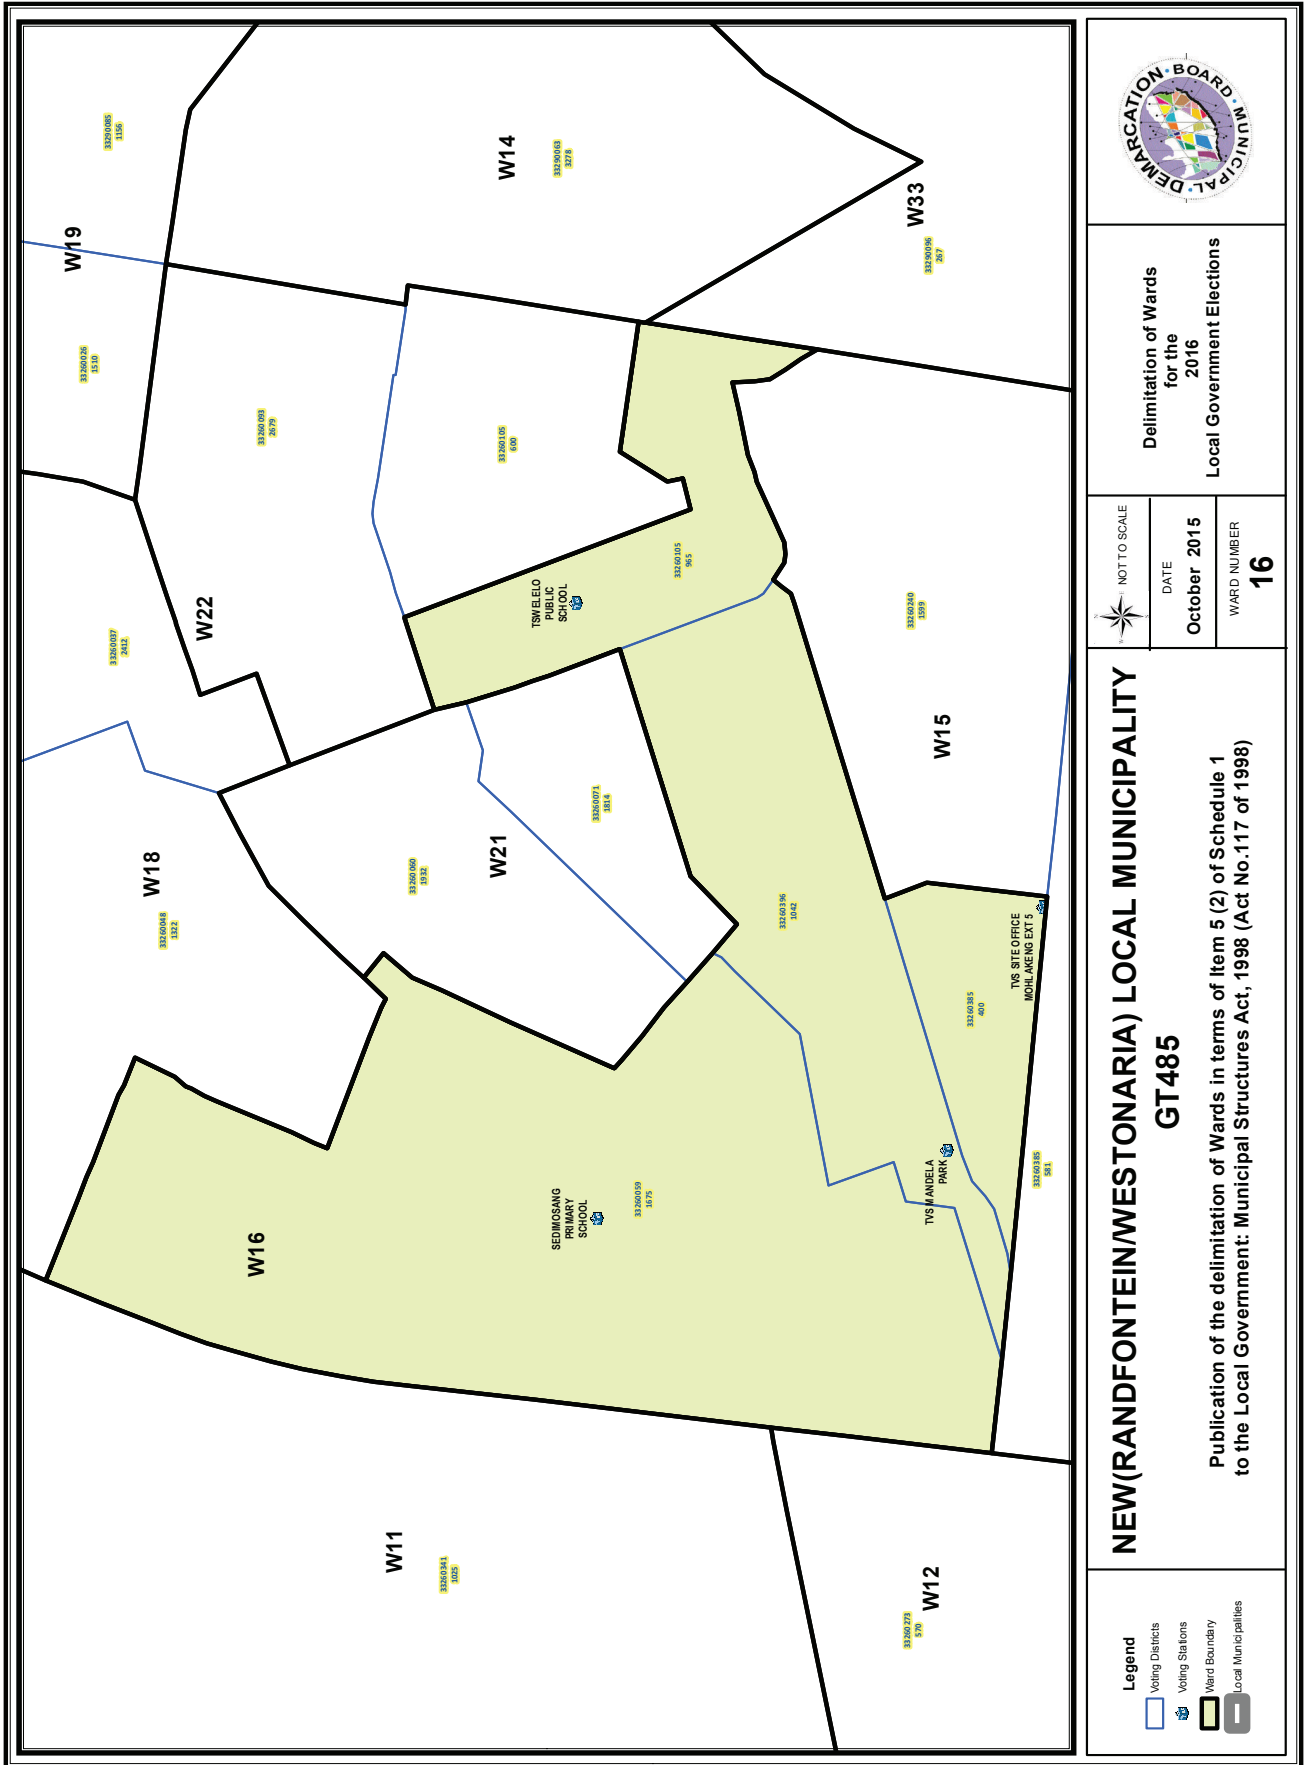 W19
33290085
1156
33260026
1510
W14
33290063
3278
W33
33290096
267
33260093
2679
33260105
600
W22
33260037
2412
TSWELELO
PUBLIC
SCHOOL
33260105
965
33260240
1599
W15
W18
33260048
1322
33260060
1932
W21
33260071
1814
33260396
1042
TVS SITE OFFICE
MOHLAKENG EXT 5
33260385
400
TVS MANDELA
PARK
33260385
581
W16
SEDIMOSANG
PRIMARY
SCHOOL
33260059
1675
W11
33260341
1025
W12
33260273
570
Legend
Voting Districts
Voting Stations
Ward Boundary
Local Municipalities
NEW(RANDFONTEIN/WESTONARIA) LOCAL MUNICIPALITY
GT485
Publication of the delimitation of Wards in terms of Item 5 (2) of Schedule 1
to the Local Government: Municipal Structures Act, 1998 (Act No.117 of 1998)
N
W
E
S
NOT TO SCALE
DATE
October 2015
WARD NUMBER
16
Delimitation of Wards
for the
2016
Local Government Elections
MUNICIPAL · DEMARCATION · BOARD ·